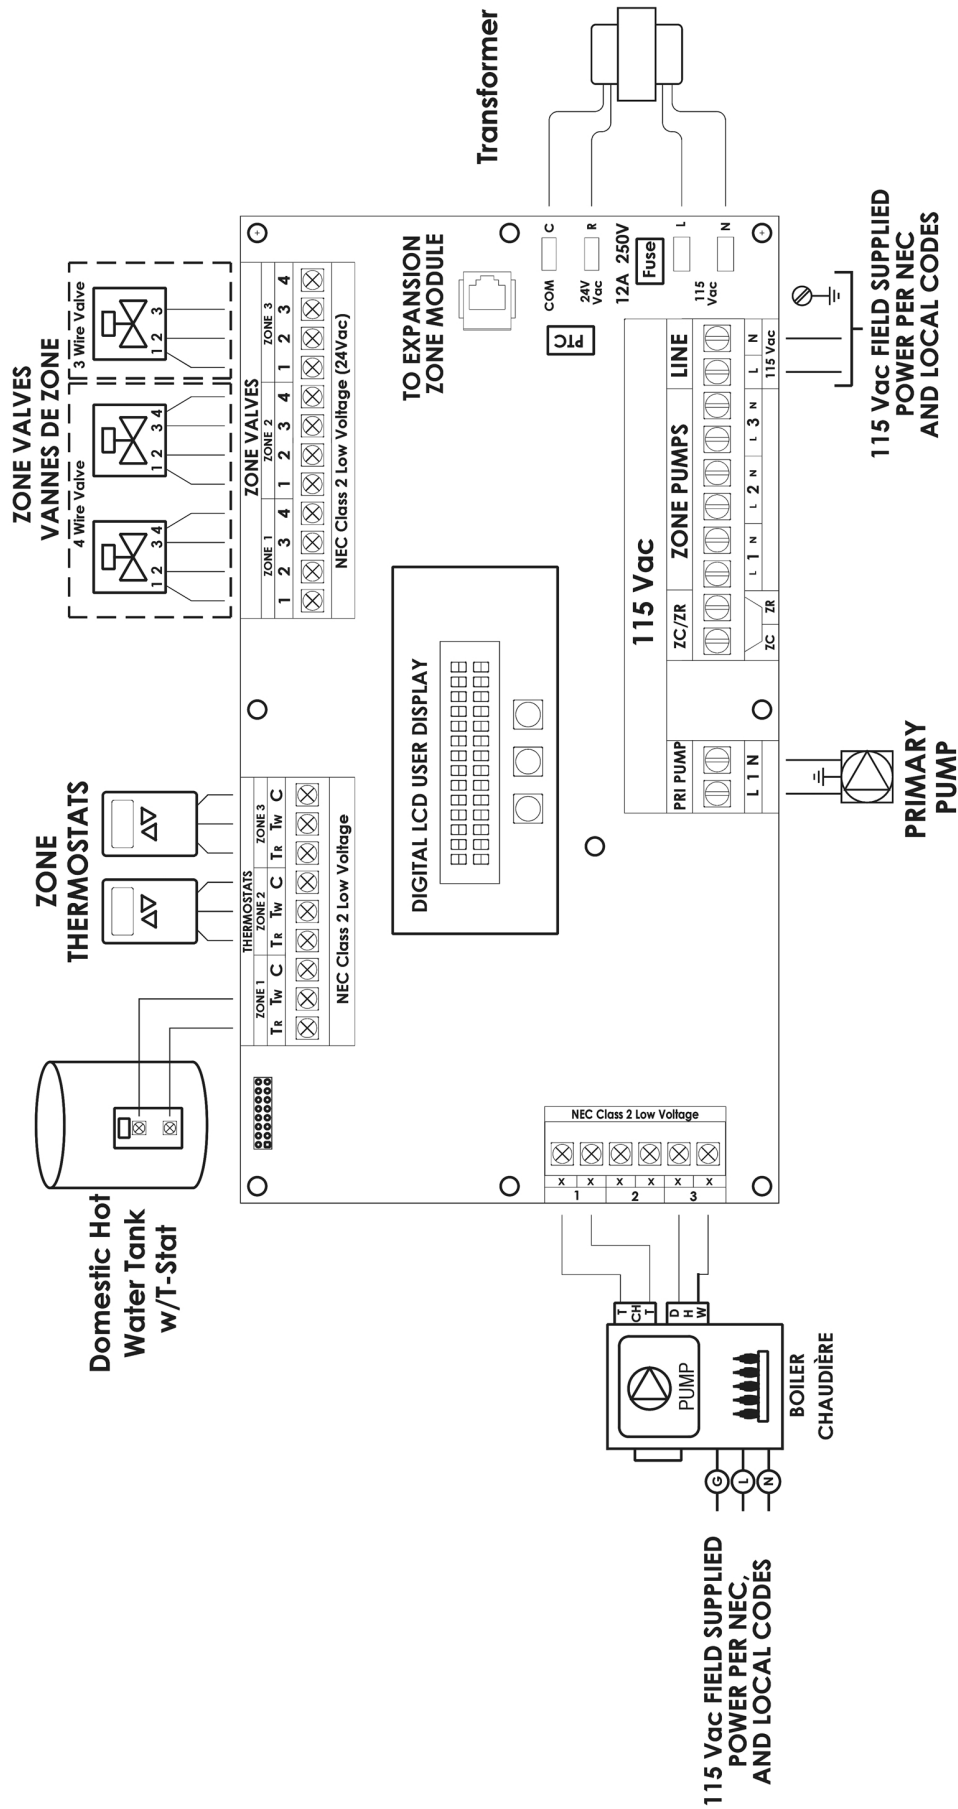 Domestic Hot
Water Tank
w/T-Stat
ZONE
THERMOSTATS
ZONE VALVES
VANNES DE ZONE
4 Wire Valve
3 Wire Valve
1 2 3 4
1 2 3 4
1 2 3
THERMOSTATS
ZONE 1
ZONE 2
ZONE 3
TR TW C TR TW C TR TW C
NEC Class 2 Low Voltage
ZONE VALVES
ZONE 1
ZONE 2
ZONE 3
1 2 3 4 1 2 3 4 1 2 3 4
NEC Class 2 Low Voltage (24Vac)
DIGITAL LCD USER DISPLAY
TO EXPANSION
ZONE MODULE
Transformer
COM
C
24V
Vac
R
PTC
12A 250V
Fuse
L
115
Vac
N
NEC Class 2 Low Voltage
X X X X X X
1 2 3
T
CH
T
D
H
W
PUMP
BOILER
CHAUDIÈRE
G
L
N
115 Vac FIELD SUPPLIED
POWER PER NEC,
AND LOCAL CODES
115 Vac
PRI PUMP
L 1 N
ZC/ZR
ZC ZR
ZONE PUMPS
L 1 N L 2 N L 3 N
LINE
L N
115 Vac
PRIMARY
PUMP
115 Vac FIELD SUPPLIED
POWER PER NEC
AND LOCAL CODES